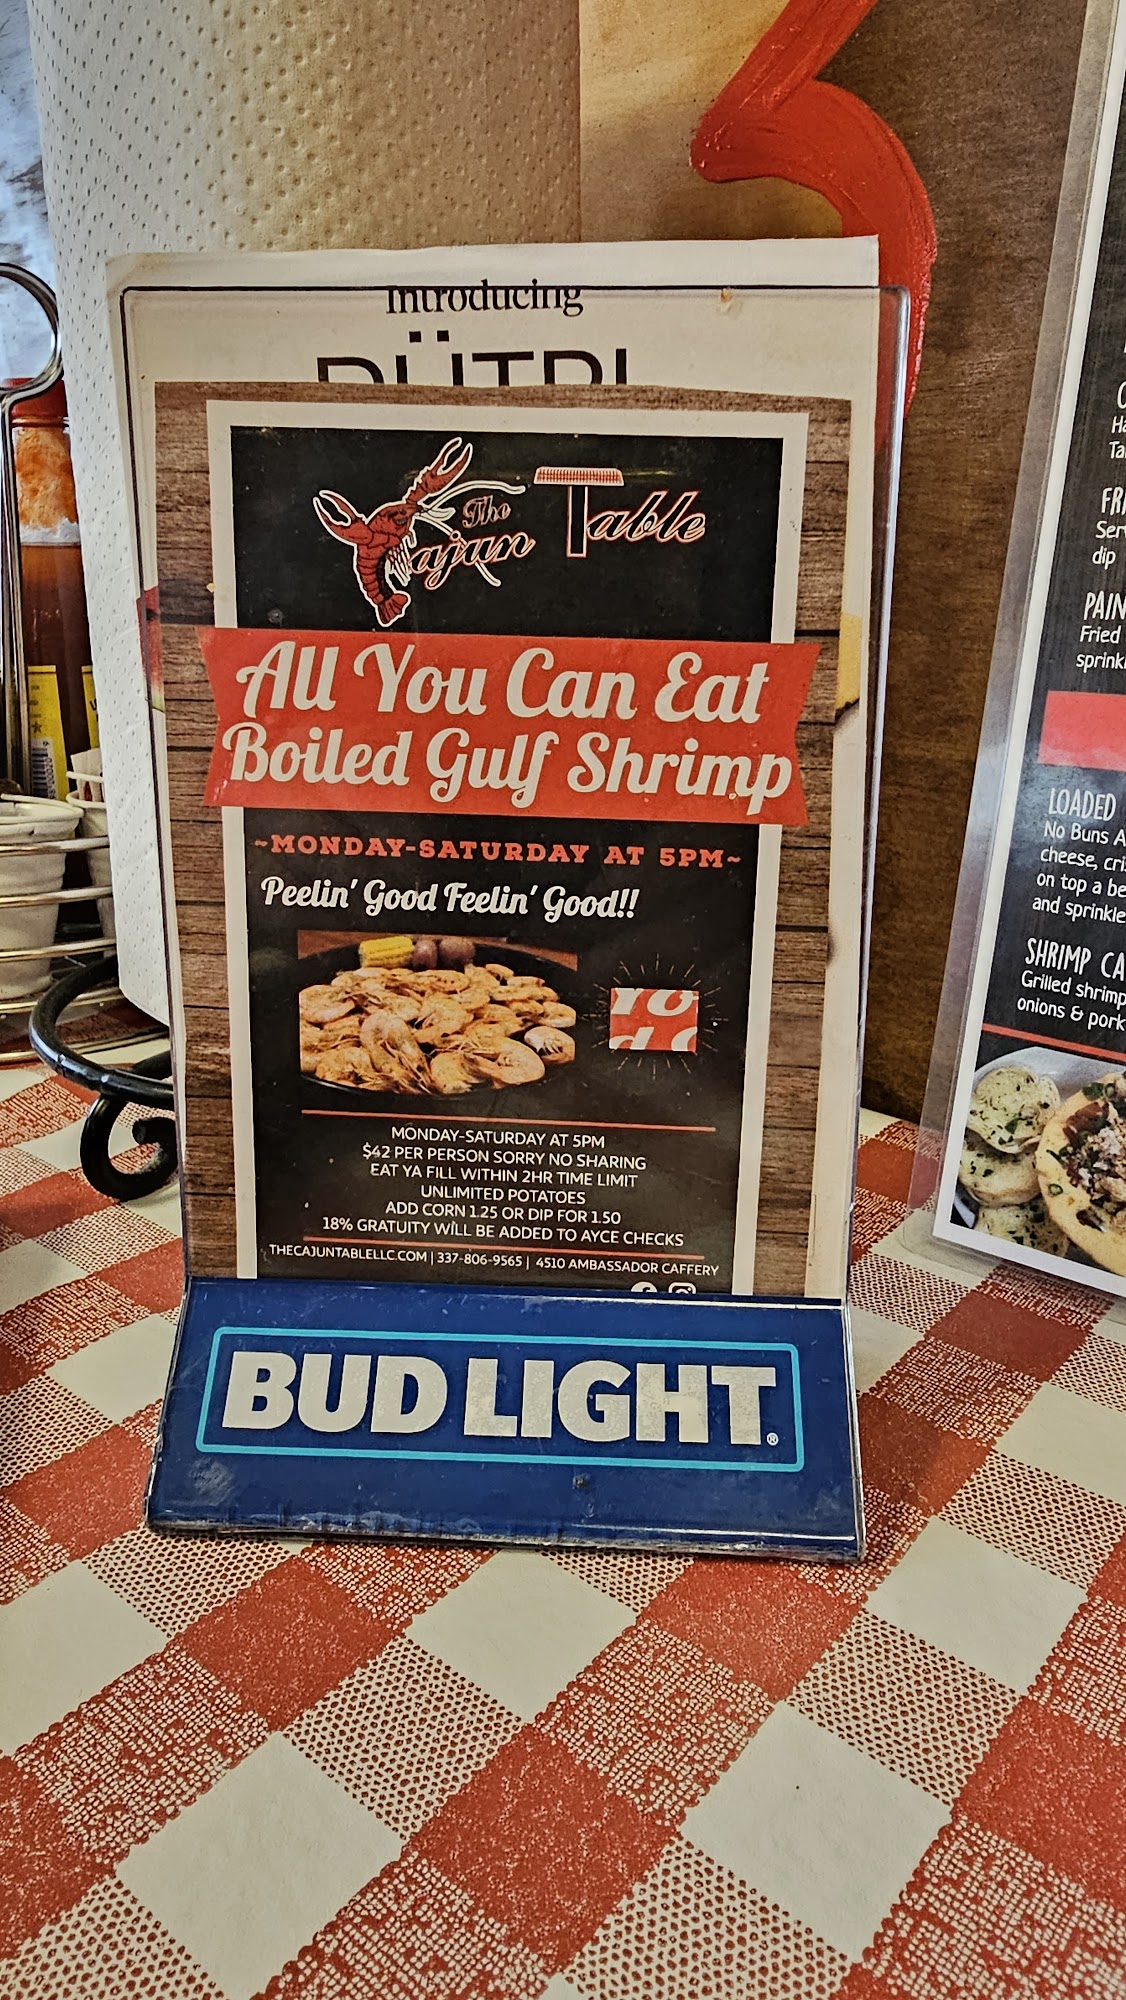 Introducing
The
Cajun Table
All You Can Eat
Boiled Gulf Shrimp
~MONDAY-SATURDAY AT 5PM~
Peelin' Good Feelin' Good!!
MONDAY-SATURDAY AT 5PM
$42 PER PERSON SORRY NO SHARING
EAT YA FILL WITHIN 2HR TIME LIMIT
UNLIMITED POTATOES
ADD CORN 1.25 OR DIP FOR 1.50
18% GRATUITY WILL BE ADDED TO AYCE CHECKS
THECAJUNTABLELLC.COM | 337-806-9565 | 4510 AMBASSADOR CAFFERY
BUD LIGHT®
dip
Fried
LOADED
No Buns
cheese,
on top a
and sprinkle
SHRIMP
Grilled shrimp
onions & pork